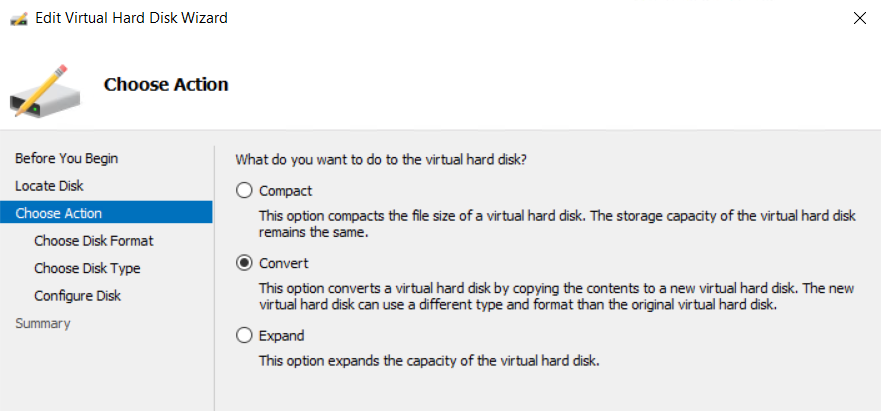 Edit Virtual Hard Disk Wizard
Choose Action
Before You Begin
Locate Disk
Choose Action
Choose Disk Format
Choose Disk Type
Configure Disk
Summary
What do you want to do to the virtual hard disk?
Compact
This option compacts the file size of a virtual hard disk. The storage capacity of the virtual hard disk
remains the same.
Convert
This option converts a virtual hard disk by copying the contents to a new virtual hard disk. The new
virtual hard disk can use a different type and format than the original virtual hard disk.
Expand
This option expands the capacity of the virtual hard disk.